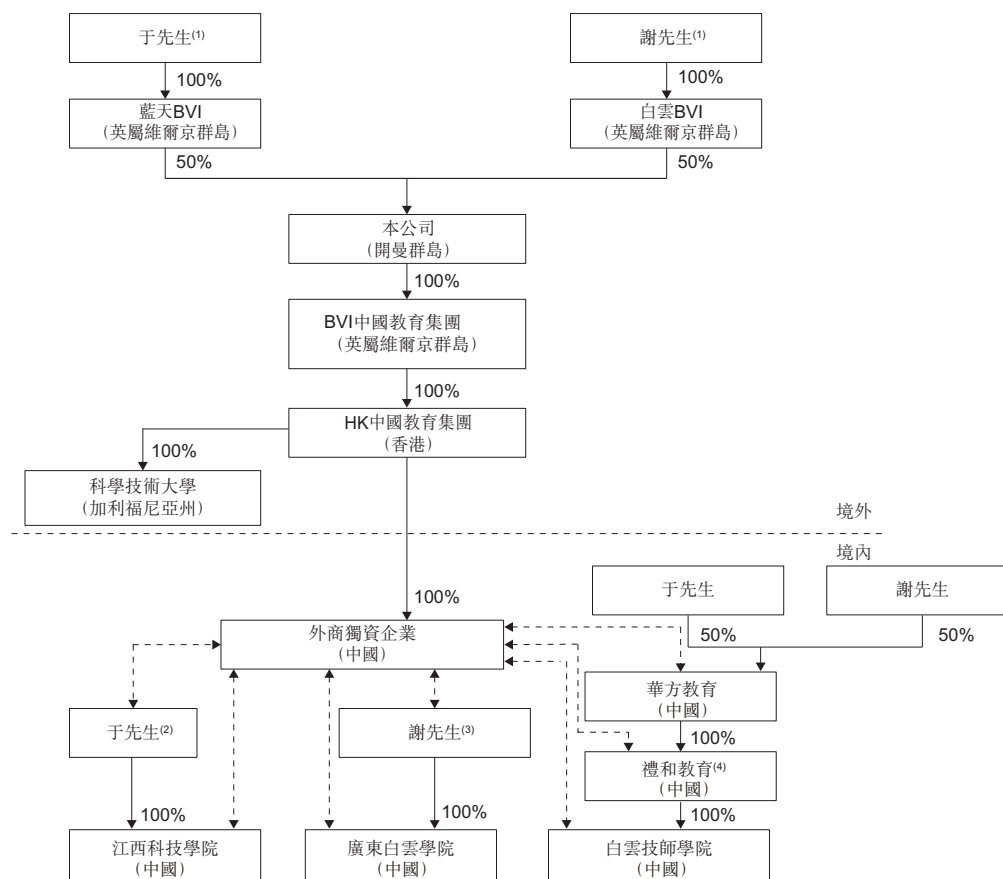 于先生(1)
謝先生(1)
100%
100%
藍天BVI
(英屬維爾京群島)
白雲BVI
(英屬維爾京群島)
50%
50%
本公司
(開曼群島)
100%
BVI中國教育集團
(英屬維爾京群島)
100%
HK中國教育集團
(香港)
100%
科學技術大學
(加利福尼亞州)
境外
境內
100%
于先生
謝先生
50%
50%
外商獨資企業
(中國)
華方教育
(中國)
于先生(2)
謝先生(3)
100%
禮和教育(4)
(中國)
100%
100%
100%
江西科技學院
(中國)
廣東白雲學院
(中國)
白雲技師學院
(中國)